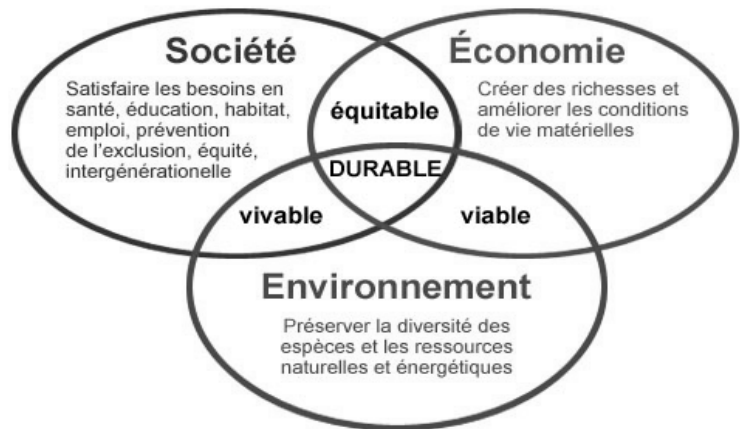 Société
Satisfaire les besoins en
santé, éducation, habitat,
emploi, prévention
de l'exclusion, équité,
intergénérationelle
Économie
Créer des richesses et
améliorer les conditions
de vie matérielles
équitable
DURABLE
vivable
viable
Environnement
Préserver la diversité des
espèces et les ressources
naturelles et énergétiques